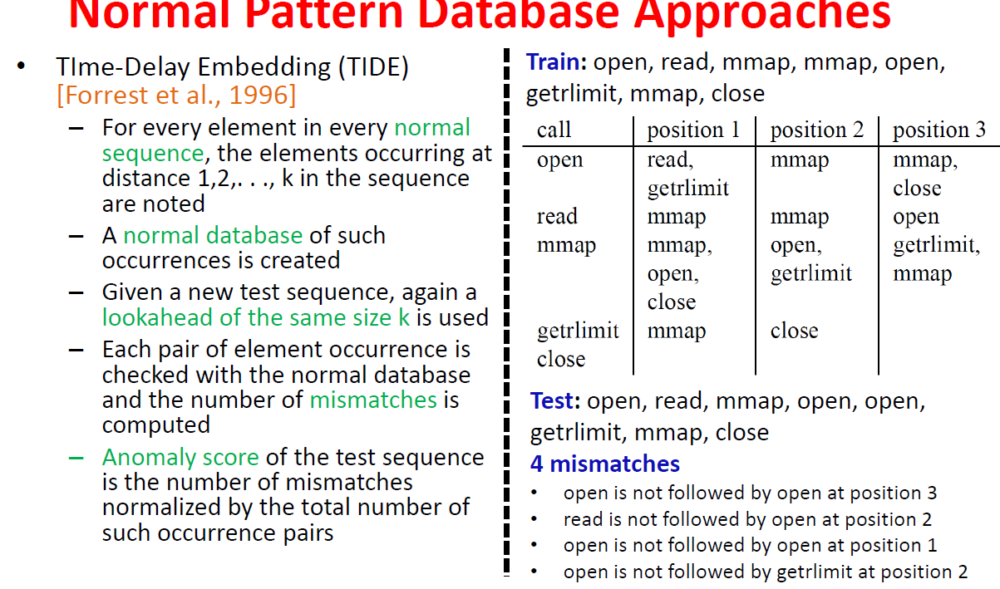 Normal Pattern Database Approaches
• TIme-Delay Embedding (TIDE)
[Forrest et al., 1996]
– For every element in every normal
sequence, the elements occurring at
distance 1,2,. . ., k in the sequence
are noted
– A normal database of such
occurrences is created
– Given a new test sequence, again a
lookahead of the same size k is used
– Each pair of element occurrence is
checked with the normal database
and the number of mismatches is
computed
– Anomaly score of the test sequence
is the number of mismatches
normalized by the total number of
such occurrence pairs
Train: open, read, mmap, mmap, open,
getrlimit, mmap, close
call position 1 position 2 position 3
open read, mmap mmap,
getrlimit close
read mmap mmap open
mmap mmap, open, getrlimit,
open, getrlimit mmap
close
getrlimit mmap close
close
Test: open, read, mmap, open, open,
getrlimit, mmap, close
4 mismatches
• open is not followed by open at position 3
• read is not followed by open at position 2
• open is not followed by open at position 1
• open is not followed by getrlimit at position 2